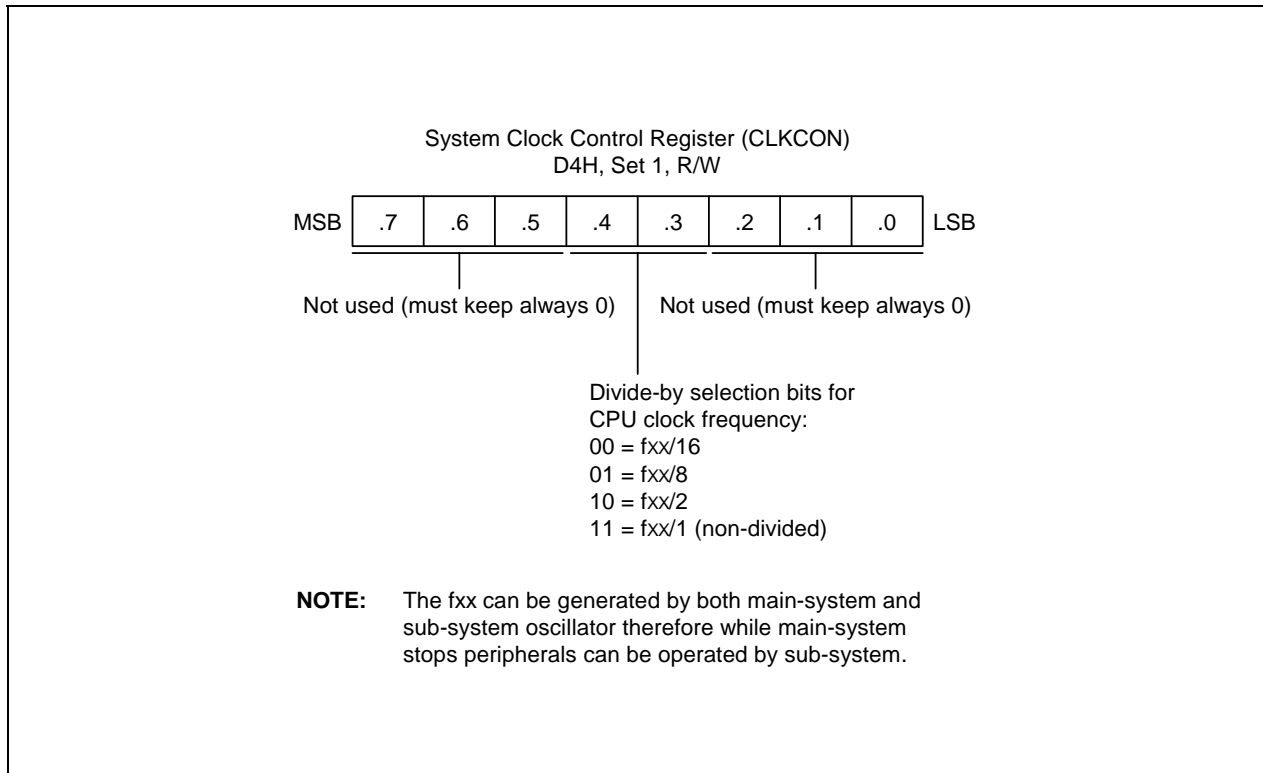 System Clock Control Register (CLKCON)
D4H, Set 1, R/W
MSB .7 .6 .5 .4 .3 .2 .1 .0 LSB
Not used (must keep always 0) Not used (must keep always 0)
Divide-by selection bits for
CPU clock frequency:
00 = fxx/16
01 = fxx/8
10 = fxx/2
11 = fxx/1 (non-divided)
NOTE: The fxx can be generated by both main-system and
sub-system oscillator therefore while main-system
stops peripherals can be operated by sub-system.